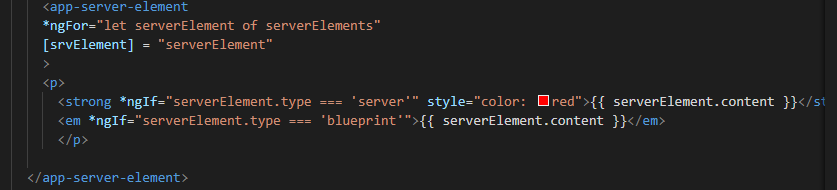 <app-server-element
*ngFor="let serverElement of serverElements"
[srvElement] = "serverElement"
>
<p>
<strong *ngIf="serverElement.type === 'server'" style="color: red">{{ serverElement.content }}</st
<em *ngIf="serverElement.type === 'blueprint'">{{ serverElement.content }}</em>
</p>
</app-server-element>